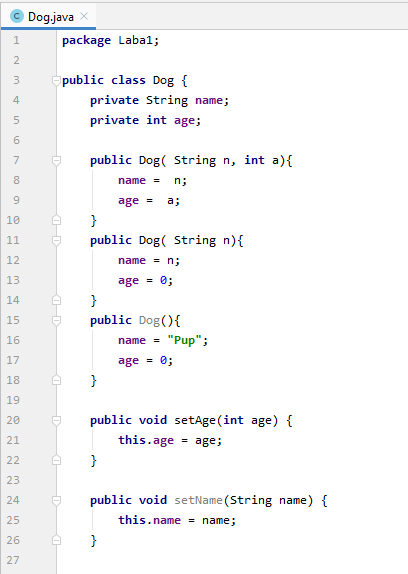 Dog.java
1 package Laba1;
2
3 public class Dog {
4     private String name;
5     private int age;
6
7     public Dog( String n, int a){
8         name =  n;
9         age =  a;
10     }
11     public Dog( String n){
12         name = n;
13         age = 0;
14     }
15     public Dog(){
16         name = "Pup";
17         age = 0;
18     }
19
20     public void setAge(int age) {
21         this.age = age;
22     }
23
24     public void setName(String name) {
25         this.name = name;
26     }
27